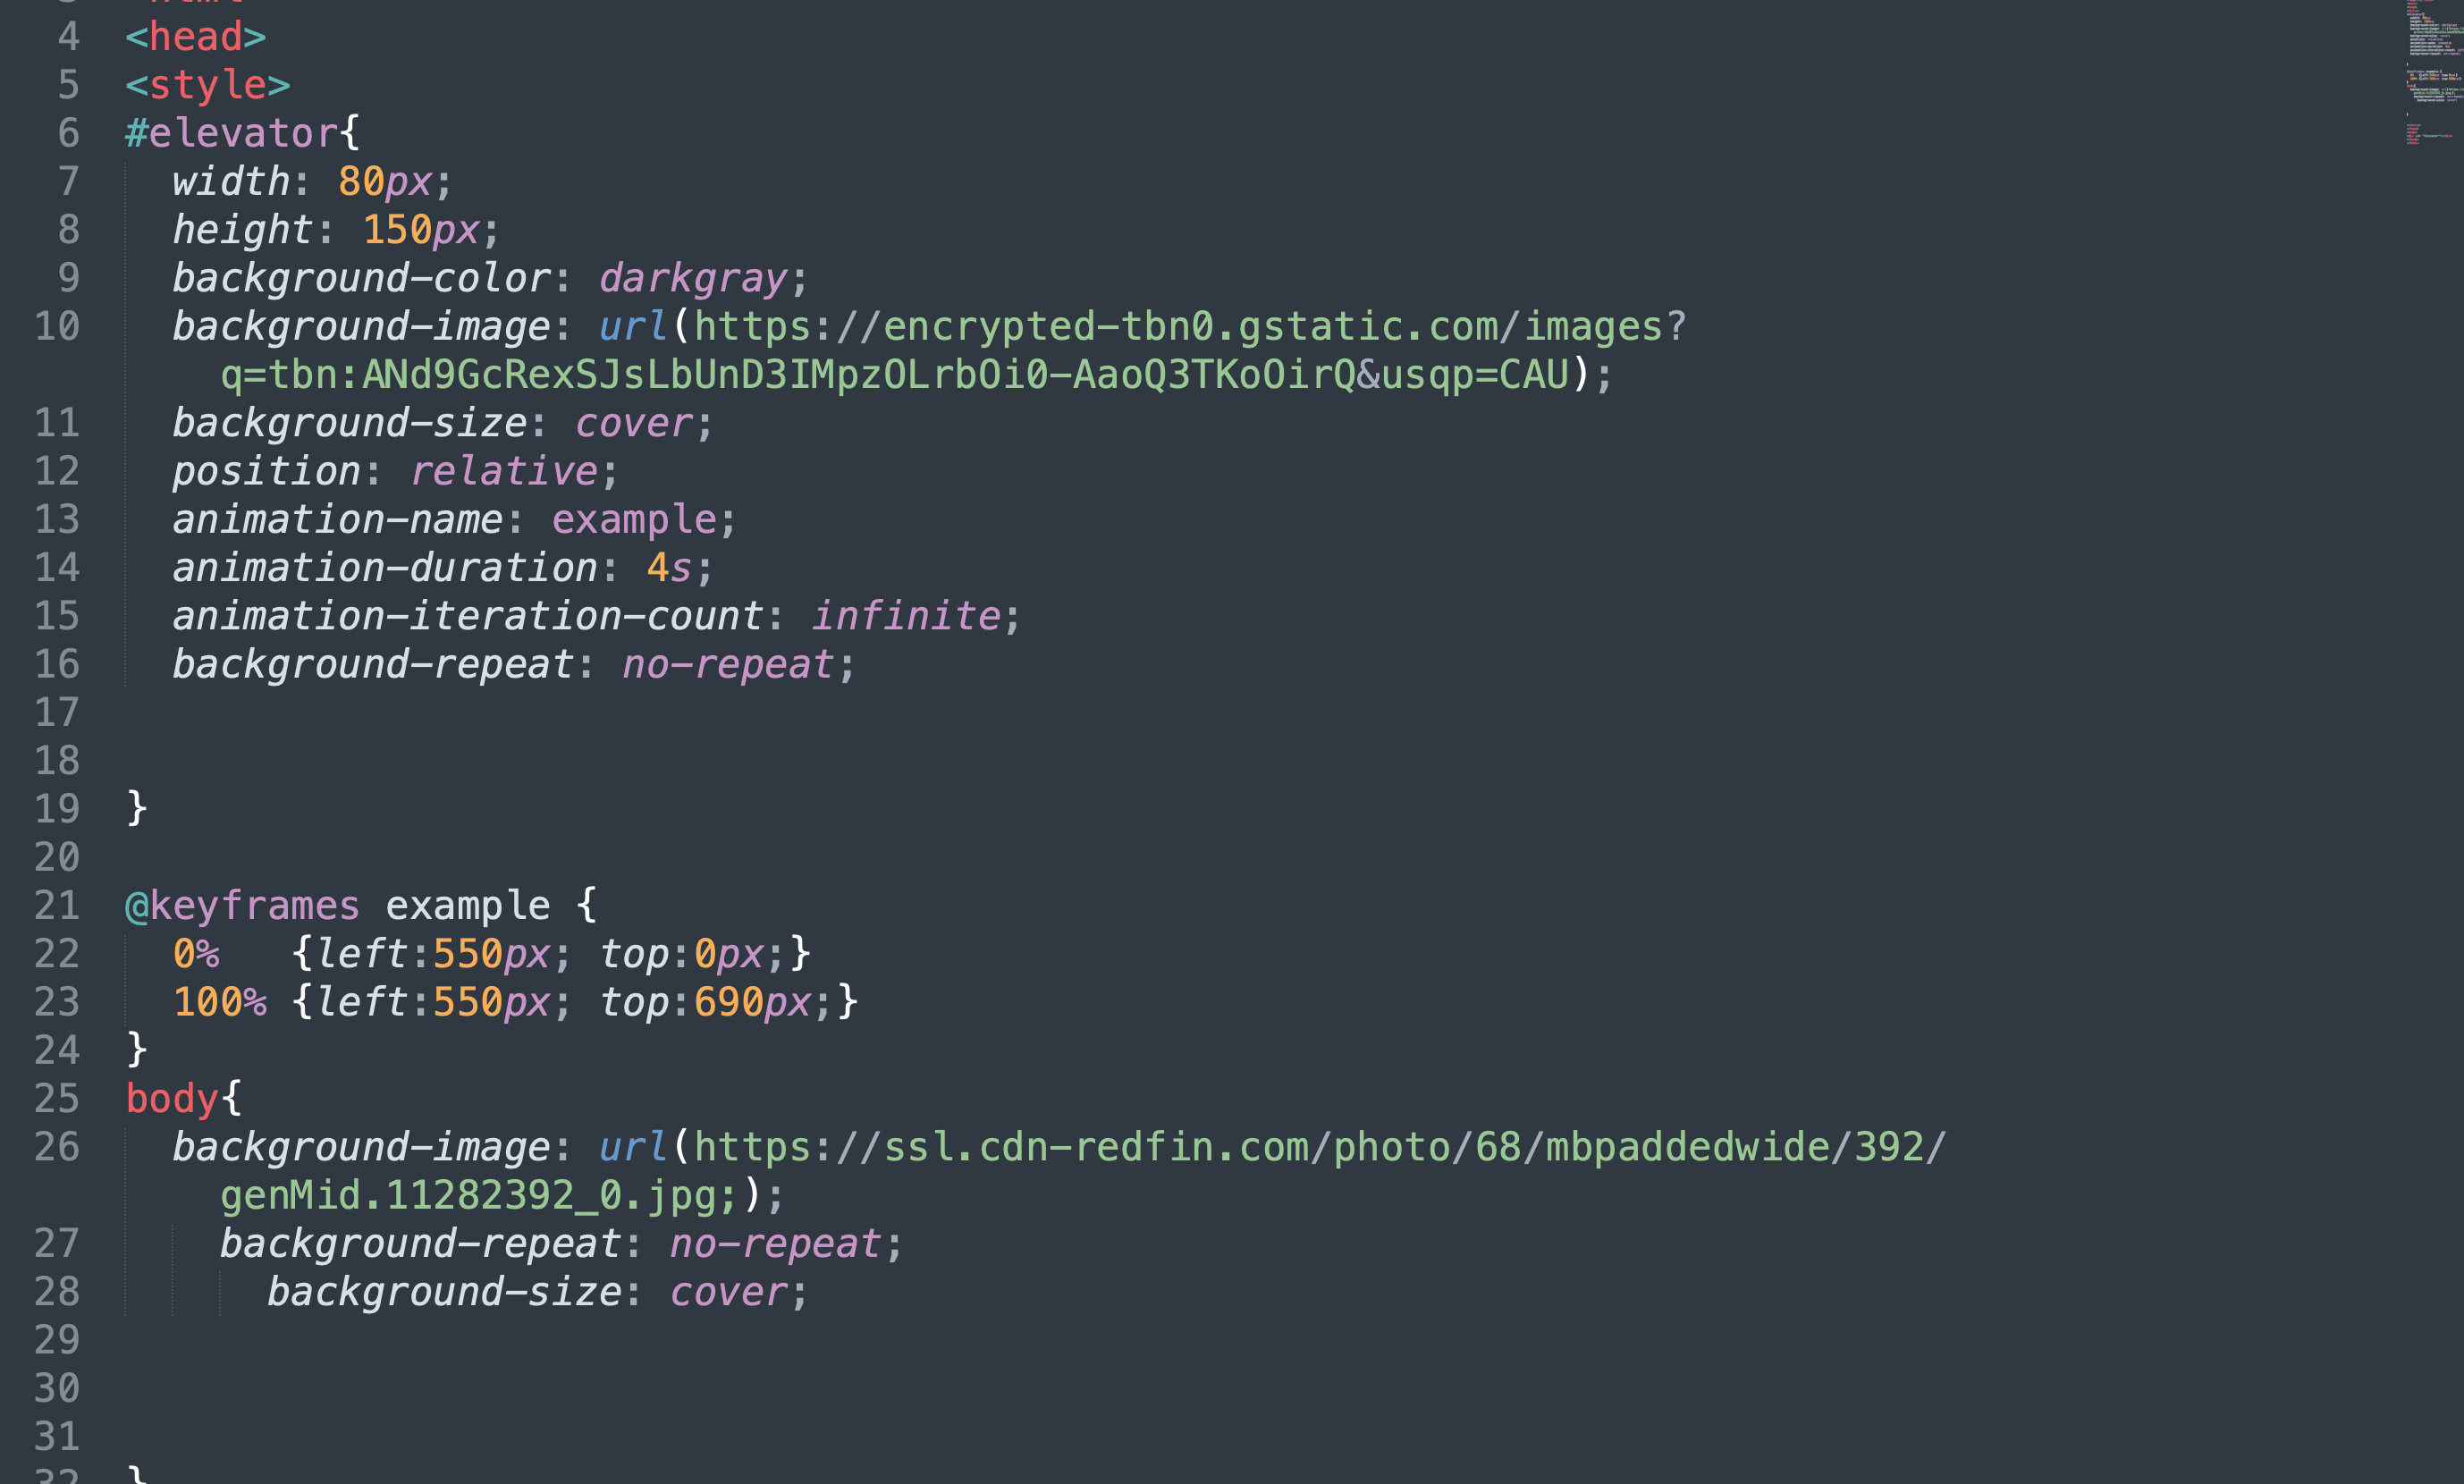 4 <head>
5 <style>
6 #elevator{
7   width: 80px;
8   height: 150px;
9   background-color: darkgray;
10   background-image: url(https://encrypted-tbn0.gstatic.com/images?
q=tbn:ANd9GcRexSJsLbUnD3IMpzOLrbOi0-AaoQ3TKoOirQ&usqp=CAU);
11   background-size: cover;
12   position: relative;
13   animation-name: example;
14   animation-duration: 4s;
15   animation-iteration-count: infinite;
16   background-repeat: no-repeat;
17
18
19 }
20
21 @keyframes example {
22   0%   {left:550px; top:0px;}
23   100% {left:550px; top:690px;}
24 }
25 body{
26   background-image: url(https://ssl.cdn-redfin.com/photo/68/mbpaddedwide/392/
genMid.11282392_0.jpg;);
27     background-repeat: no-repeat;
28       background-size: cover;
29
30
31
32 }